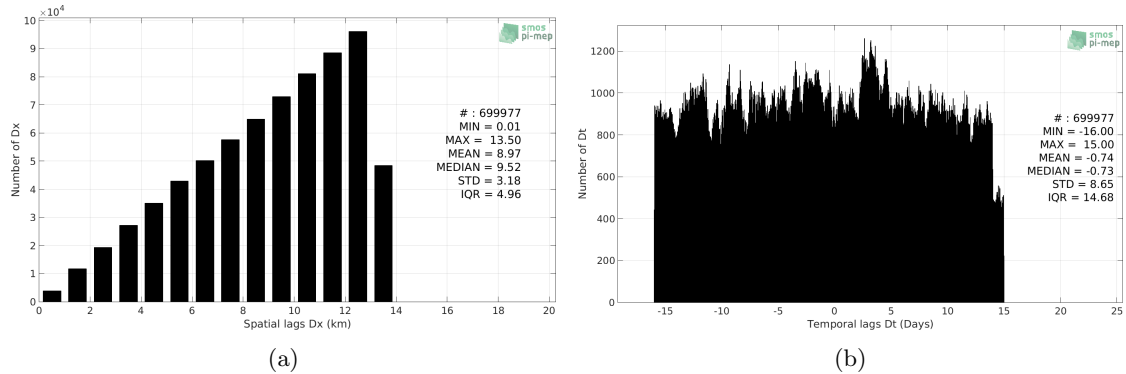 ×10⁴
10
9
8
7
6
5
4
3
2
1
0
Number of Dx
0 2 4 6 8 10 12 14 16 18 20
Spatial lags Dx (km)
smos
pi-mep
# : 699977
MIN = 0.01
MAX = 13.50
MEAN = 8.97
MEDIAN = 9.52
STD = 3.18
IQR = 4.96
(a)
1200
1000
800
600
400
200
0
Number of Dt
-15 -10 -5 0 5 10 15 20 25
Temporal lags Dt (Days)
smos
pi-mep
# : 699977
MIN = -16.00
MAX = 15.00
MEAN = -0.74
MEDIAN = -0.73
STD = 8.65
IQR = 14.68
(b)